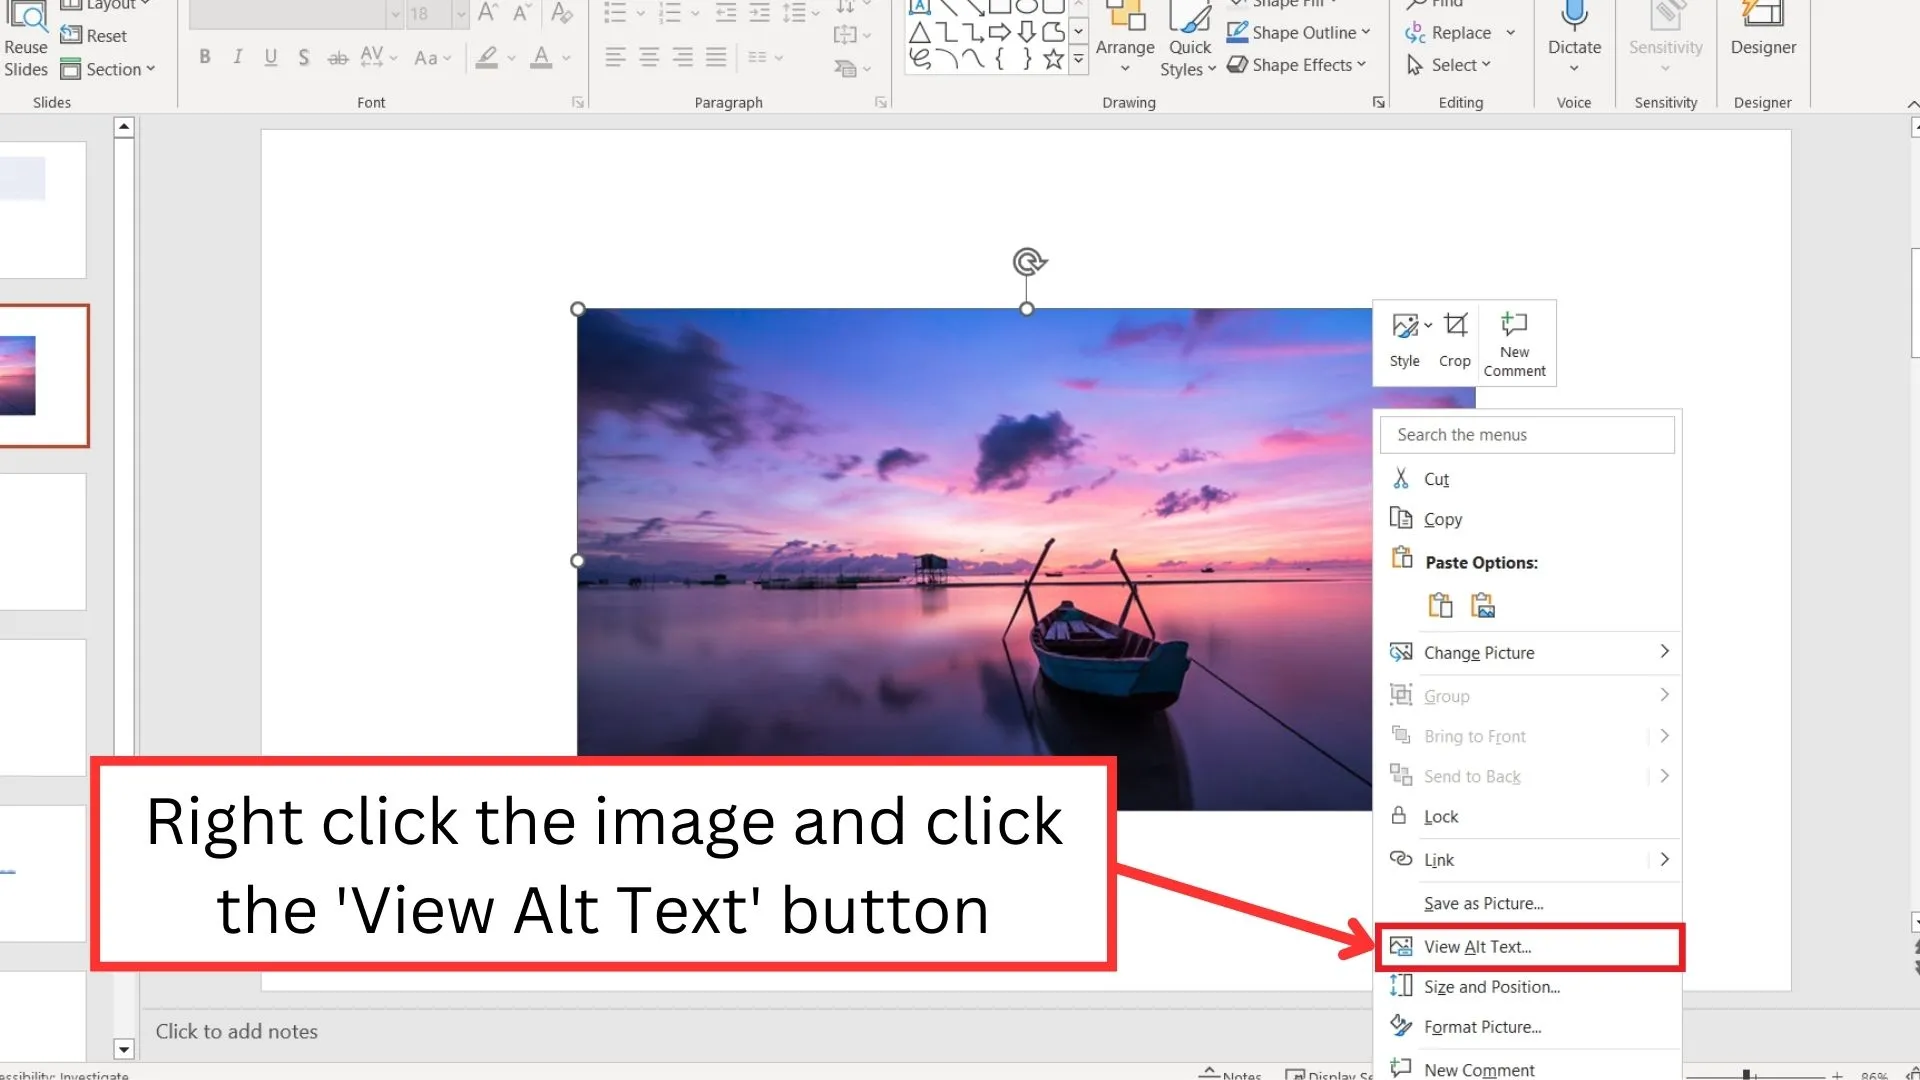 Layout
Reuse
Slides
Reset
Section
Slides
18
B I U S ab AV Aa A
Font
Paragraph
Arrange
Quick
Styles
Shape Fill
Shape Outline
Shape Effects
Drawing
Find
Replace
Select
Editing
Dictate
Voice
Sensitivity
Sensitivity
Designer
Designer
Style
Crop
New
Comment
Search the menus
Cut
Copy
Paste Options:
Change Picture
Group
Bring to Front
Send to Back
Lock
Link
Save as Picture...
View Alt Text...
Size and Position...
Format Picture...
New Comment
Right click the image and click
the 'View Alt Text' button
Click to add notes
Investigate
Notes
Display
86%